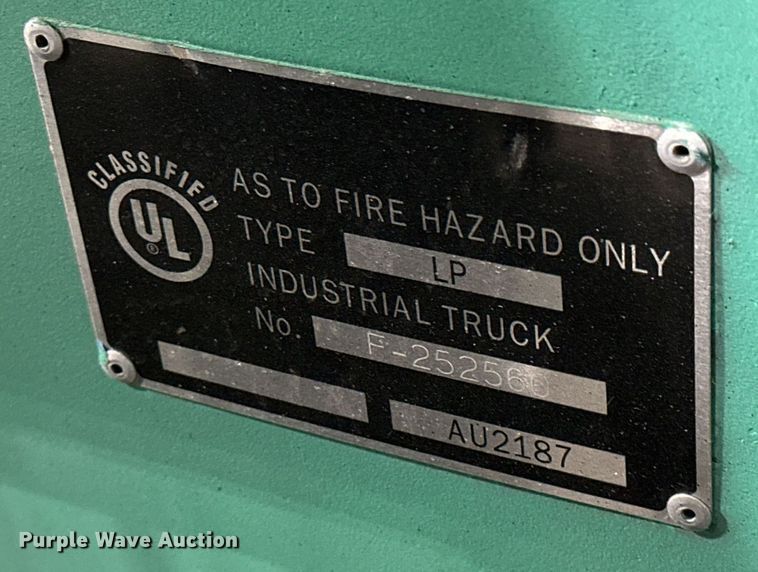 CLASSIFIED
UL
®
AS TO FIRE HAZARD ONLY
TYPE LP
INDUSTRIAL TRUCK
No.
AU2187
Purple Wave Auction